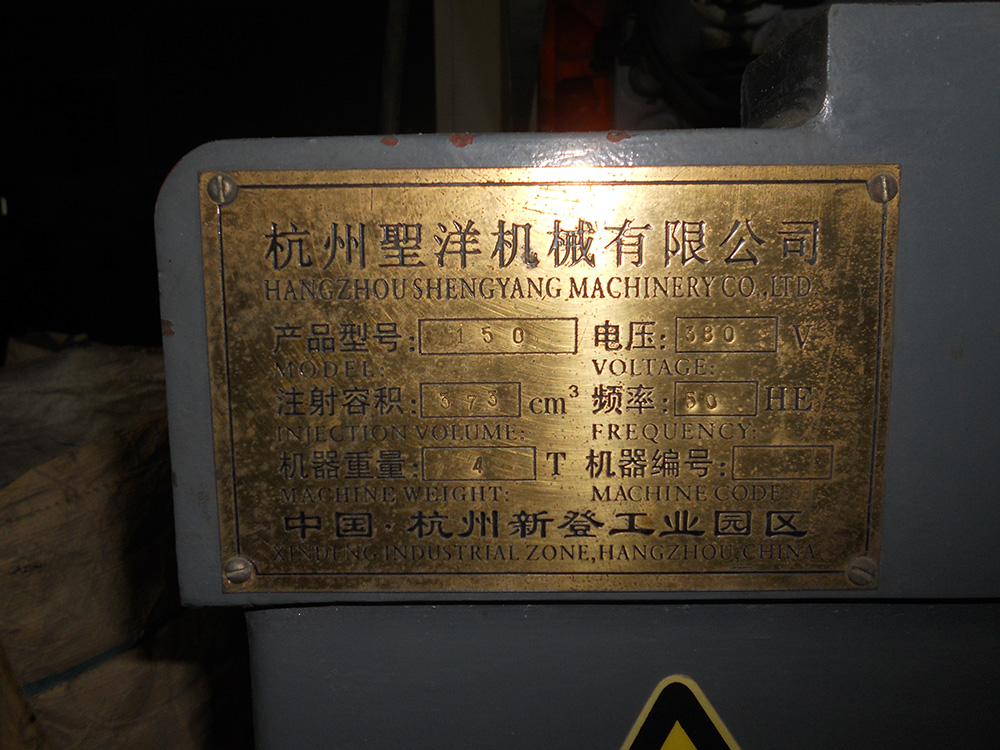 杭州聖洋机械有限公司
HANGZHOU SHENGYANG MACHINERY CO.,LTD
产品型号: 150 电压: 380 V
MODEL: VOLTAGE:
注射容积: 373 cm³ 频率: 50 HE
INJECTION VOLUME: FREQUENCY:
机器重量: 4 T 机器编号:
MACHINE WEIGHT: MACHINE CODE:
中国·杭州新登工业园区
XINDENG INDUSTRIAL ZONE, HANGZHOU, CHINA